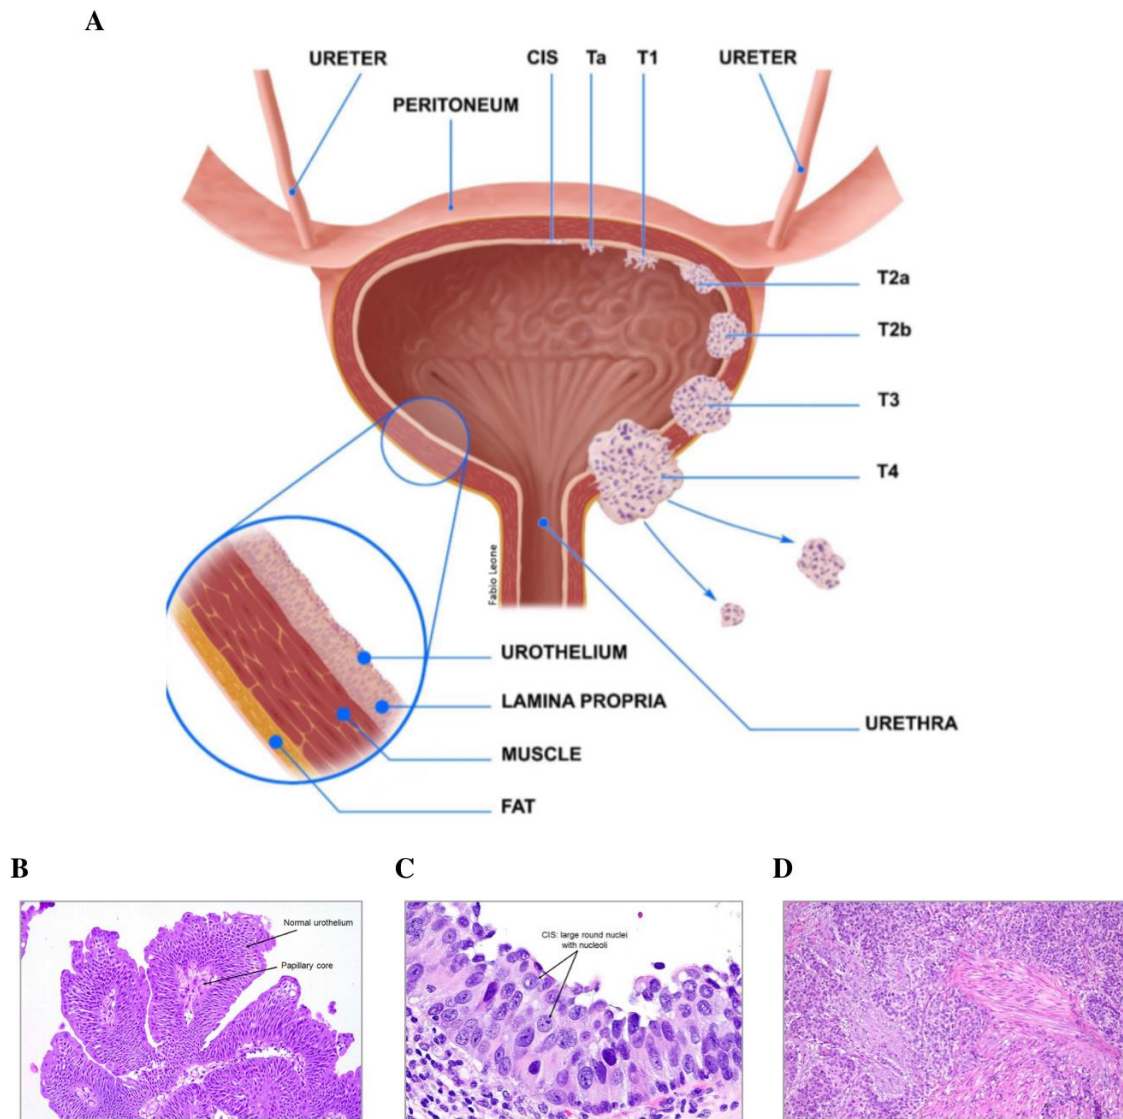 A
URETER
CIS
Ta
T1
URETER
PERITONEUM
T2a
T2b
T3
T4
Fabio Leone
UROTHELIUM
LAMINA PROPRIA
URETHRA
MUSCLE
FAT
B
C
D
Normal urothelium
Papillary core
CIS: large round nuclei
with nucleoli